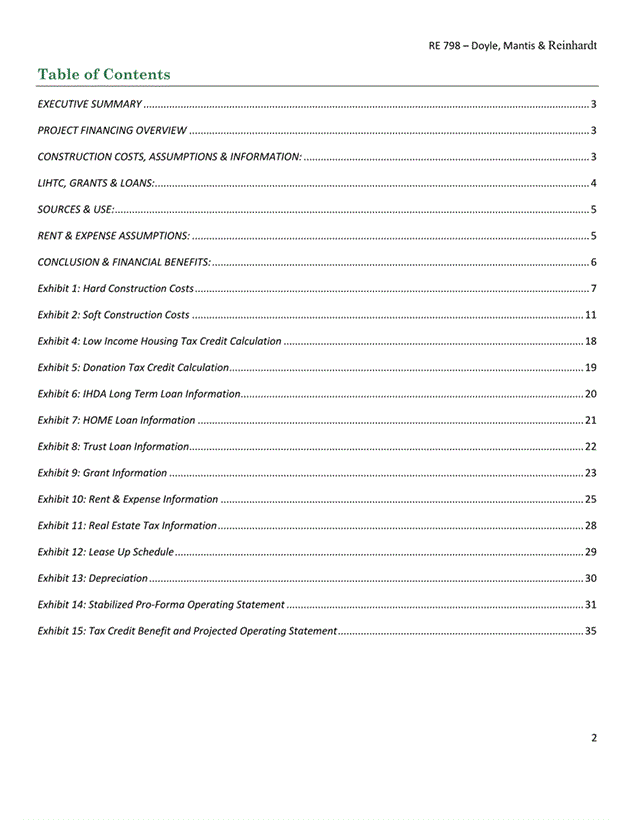 RE 798 – Doyle, Mantis & Reinhardt
Table of Contents
EXECUTIVE SUMMARY ........ 3
PROJECT FINANCING OVERVIEW ........ 3
CONSTRUCTION COSTS, ASSUMPTIONS & INFORMATION: ........ 3
LIHTC, GRANTS & LOANS: ........ 4
SOURCES & USE: ........ 5
RENT & EXPENSE ASSUMPTIONS: ........ 5
CONCLUSION & FINANCIAL BENEFITS: ........ 6
Exhibit 1: Hard Construction Costs ........ 7
Exhibit 2: Soft Construction Costs ........ 11
Exhibit 4: Low Income Housing Tax Credit Calculation ........ 18
Exhibit 5: Donation Tax Credit Calculation ........ 19
Exhibit 6: IHDA Long Term Loan Information ........ 20
Exhibit 7: HOME Loan Information ........ 21
Exhibit 8: Trust Loan Information ........ 22
Exhibit 9: Grant Information ........ 23
Exhibit 10: Rent & Expense Information ........ 25
Exhibit 11: Real Estate Tax Information ........ 28
Exhibit 12: Lease Up Schedule ........ 29
Exhibit 13: Depreciation ........ 30
Exhibit 14: Stabilized Pro-Forma Operating Statement ........ 31
Exhibit 15: Tax Credit Benefit and Projected Operating Statement ........ 35
2